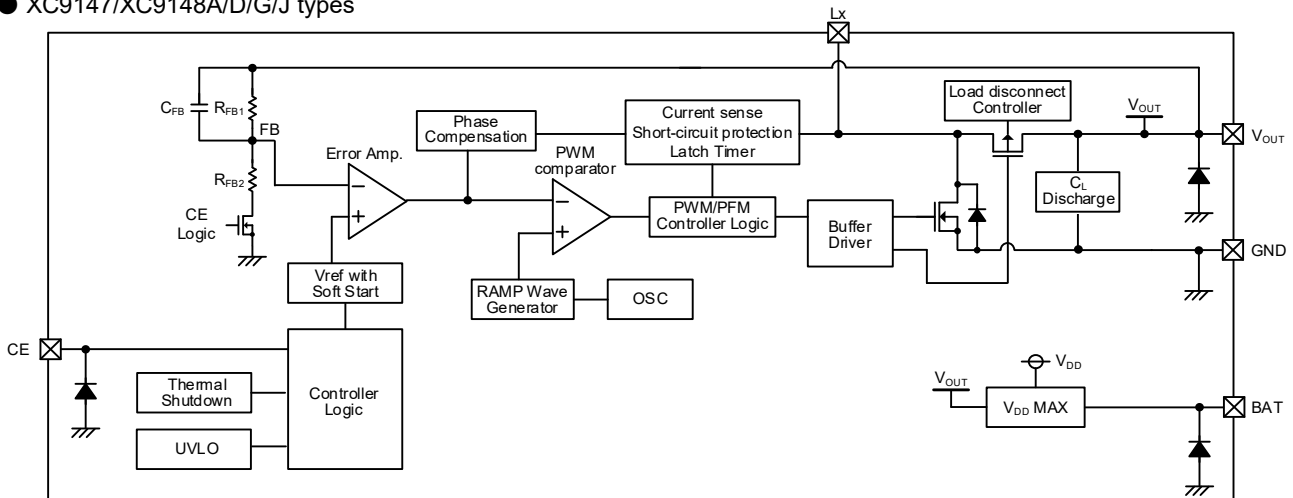 ● XC9147/XC9148A/D/G/J types
Lx
CFB
RFB1
FB
RFB2
CE
Logic
Error Amp.
Phase
Compensation
PWM
comparator
Current sense
Short-circuit protection
Latch Timer
Load disconnect
Controller
VOUT
VOUT
CL
Discharge
PWM/PFM
Controller Logic
Buffer
Driver
GND
Vref with
Soft Start
RAMP Wave
Generator
OSC
CE
Thermal
Shutdown
UVLO
Controller
Logic
VOUT
VDD
VDD MAX
BAT